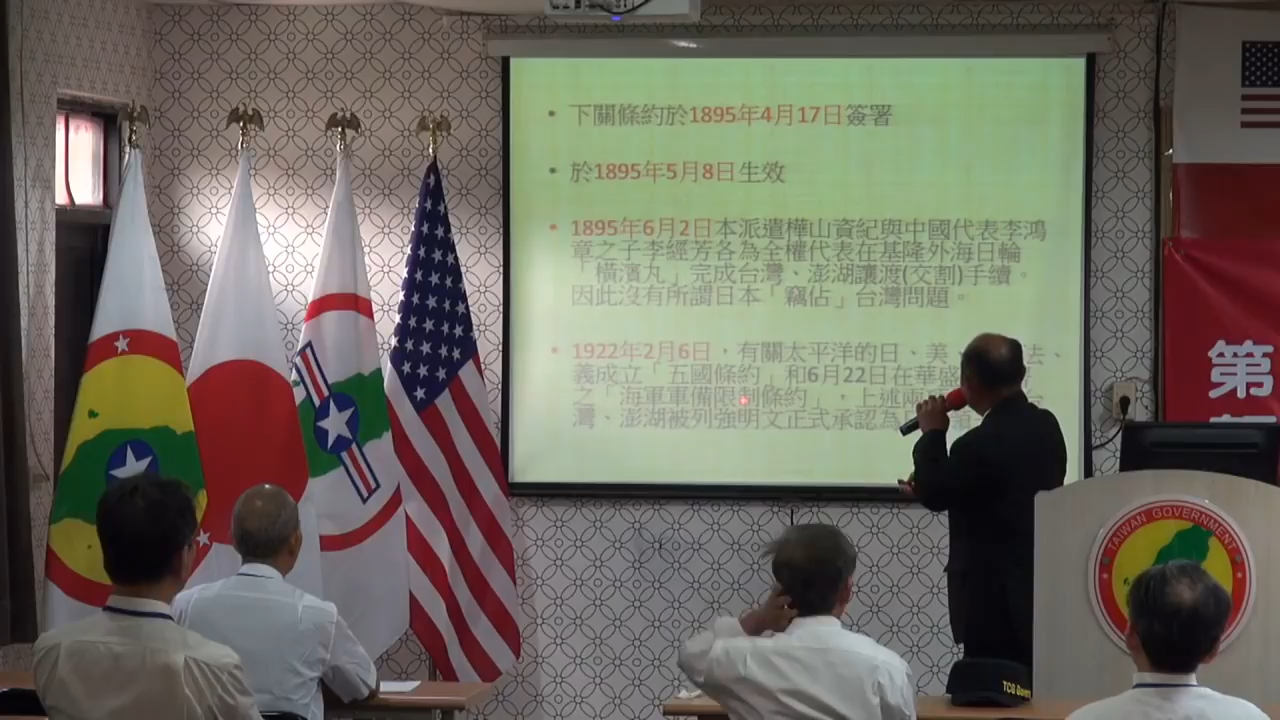 • 下關條約於1895年4月17日簽署
• 於1895年5月8日生效
• 1895年6月2日本派遣樺山資紀與中國代表李鴻
章之子李經芳各為全權代表在基隆外海日輪
「橫濱丸」完成台灣、澎湖讓渡(交割)手續。
因此沒有所謂日本「竊佔」台灣問題。
• 1922年2月6日，有關太平洋的日、美、法、
義成立「五國條約」和6月22日在華盛
之「海軍軍備限制條約」，上述兩 台
灣、澎湖被列強明文正式承認為
第
TAIWAN GOVERNMENT
TCG